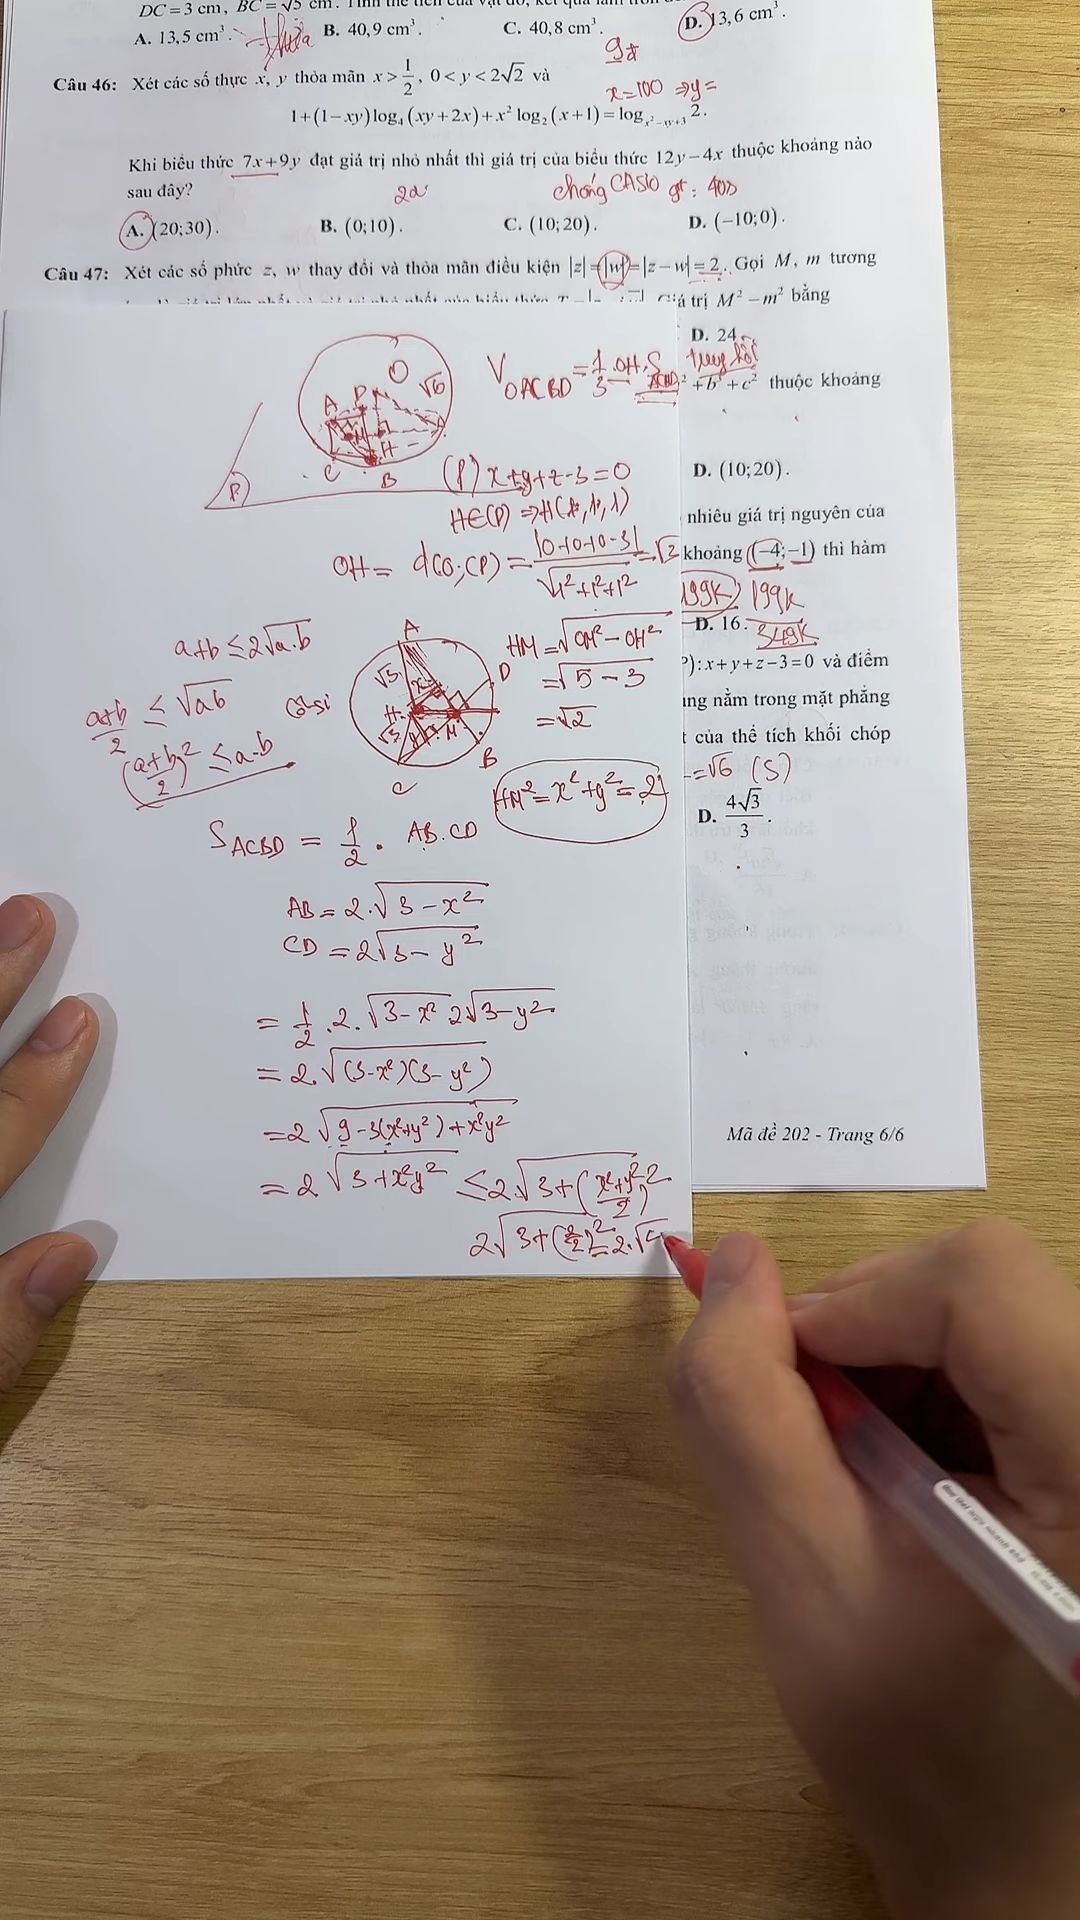 DC = 3 cm, BC = √5 cm.
A. 13,5 cm³.
B. 40,9 cm³.
C. 40,8 cm³.
D. 13,6 cm³.
Câu 46: Xét các số thực x, y thỏa mãn x > 1/2, 0 < y < 2√2 và
x=100 ⇒y=
1+(1−xy)log₄(xy+2x)+x² log₂(x+1)=log_{x²−xy+3} 2.
Khi biểu thức 7x+9y đạt giá trị nhỏ nhất thì giá trị của biểu thức 12y−4x thuộc khoảng nào
sau đây?
chống CASIO gt: 40s
A. (20;30).
B. (0;10).
C. (10;20).
D. (−10;0).
Câu 47: Xét các số phức z, w thay đổi và thỏa mãn điều kiện |z|=|w|=|z−w|=2. Gọi M, m tương
trị M²−m² bằng
D. 24.
V_OACBD = 1/3 .OH.S_ACBD
² + b² + c² thuộc khoảng
O
√6
A
C
H
B
P)
(P) x+y+z-3=0
D. (10;20).
H∈(P) ⇒H(1,1,1)
nhiêu giá trị nguyên của
OH = d(O;(P)) = |0+0+0-3| / √1²+1²+1² = √3
khoảng (−4;−1) thì hàm
199K 199K
D. 16.
349K
a+b ≤ 2√a.b
HM = √OM² − OH²
): x+y+z−3=0 và điểm
= √5 − 3
a+b/2 ≤ √ab
Côsi
ung nằm trong mặt phẳng
= √2
(a+b/2)² ≤ a.b
t của thể tích khối chóp
=√6 (S)
A
D
H
M
B
C
HM² = x²+y² = 2
D. 4√3/3.
S_ACBD = 1/2 . AB.CD
AB = 2.√3−x²
CD = 2√3−y²
= 1/2 .2.√3−x² 2√3−y²
= 2.√(3−x²)(3−y²)
=2 √9−3(x²+y²)+x²y²
Mã đề 202 - Trang 6/6
= 2 √3+x²y² ≤ 2.√3+(x²+y²/2)²
2√3+(2/2)² = 2.√4